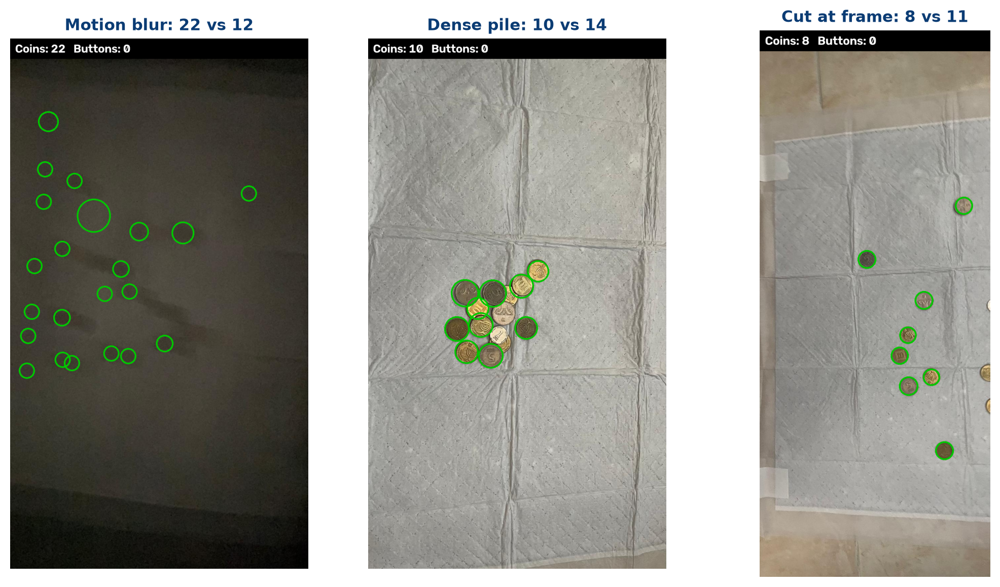 Motion blur: 22 vs 12
Coins: 22 Buttons: 0
Dense pile: 10 vs 14
Coins: 10 Buttons: 0
Cut at frame: 8 vs 11
Coins: 8 Buttons: 0